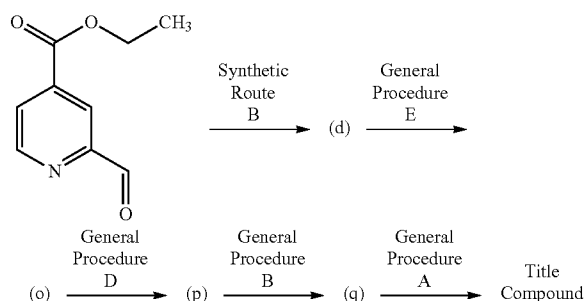 O
O
CH3
N
O
Synthetic
Route
B
(d)
General
Procedure
E
(o)
General
Procedure
D
(p)
General
Procedure
B
(q)
General
Procedure
A
Title
Compound